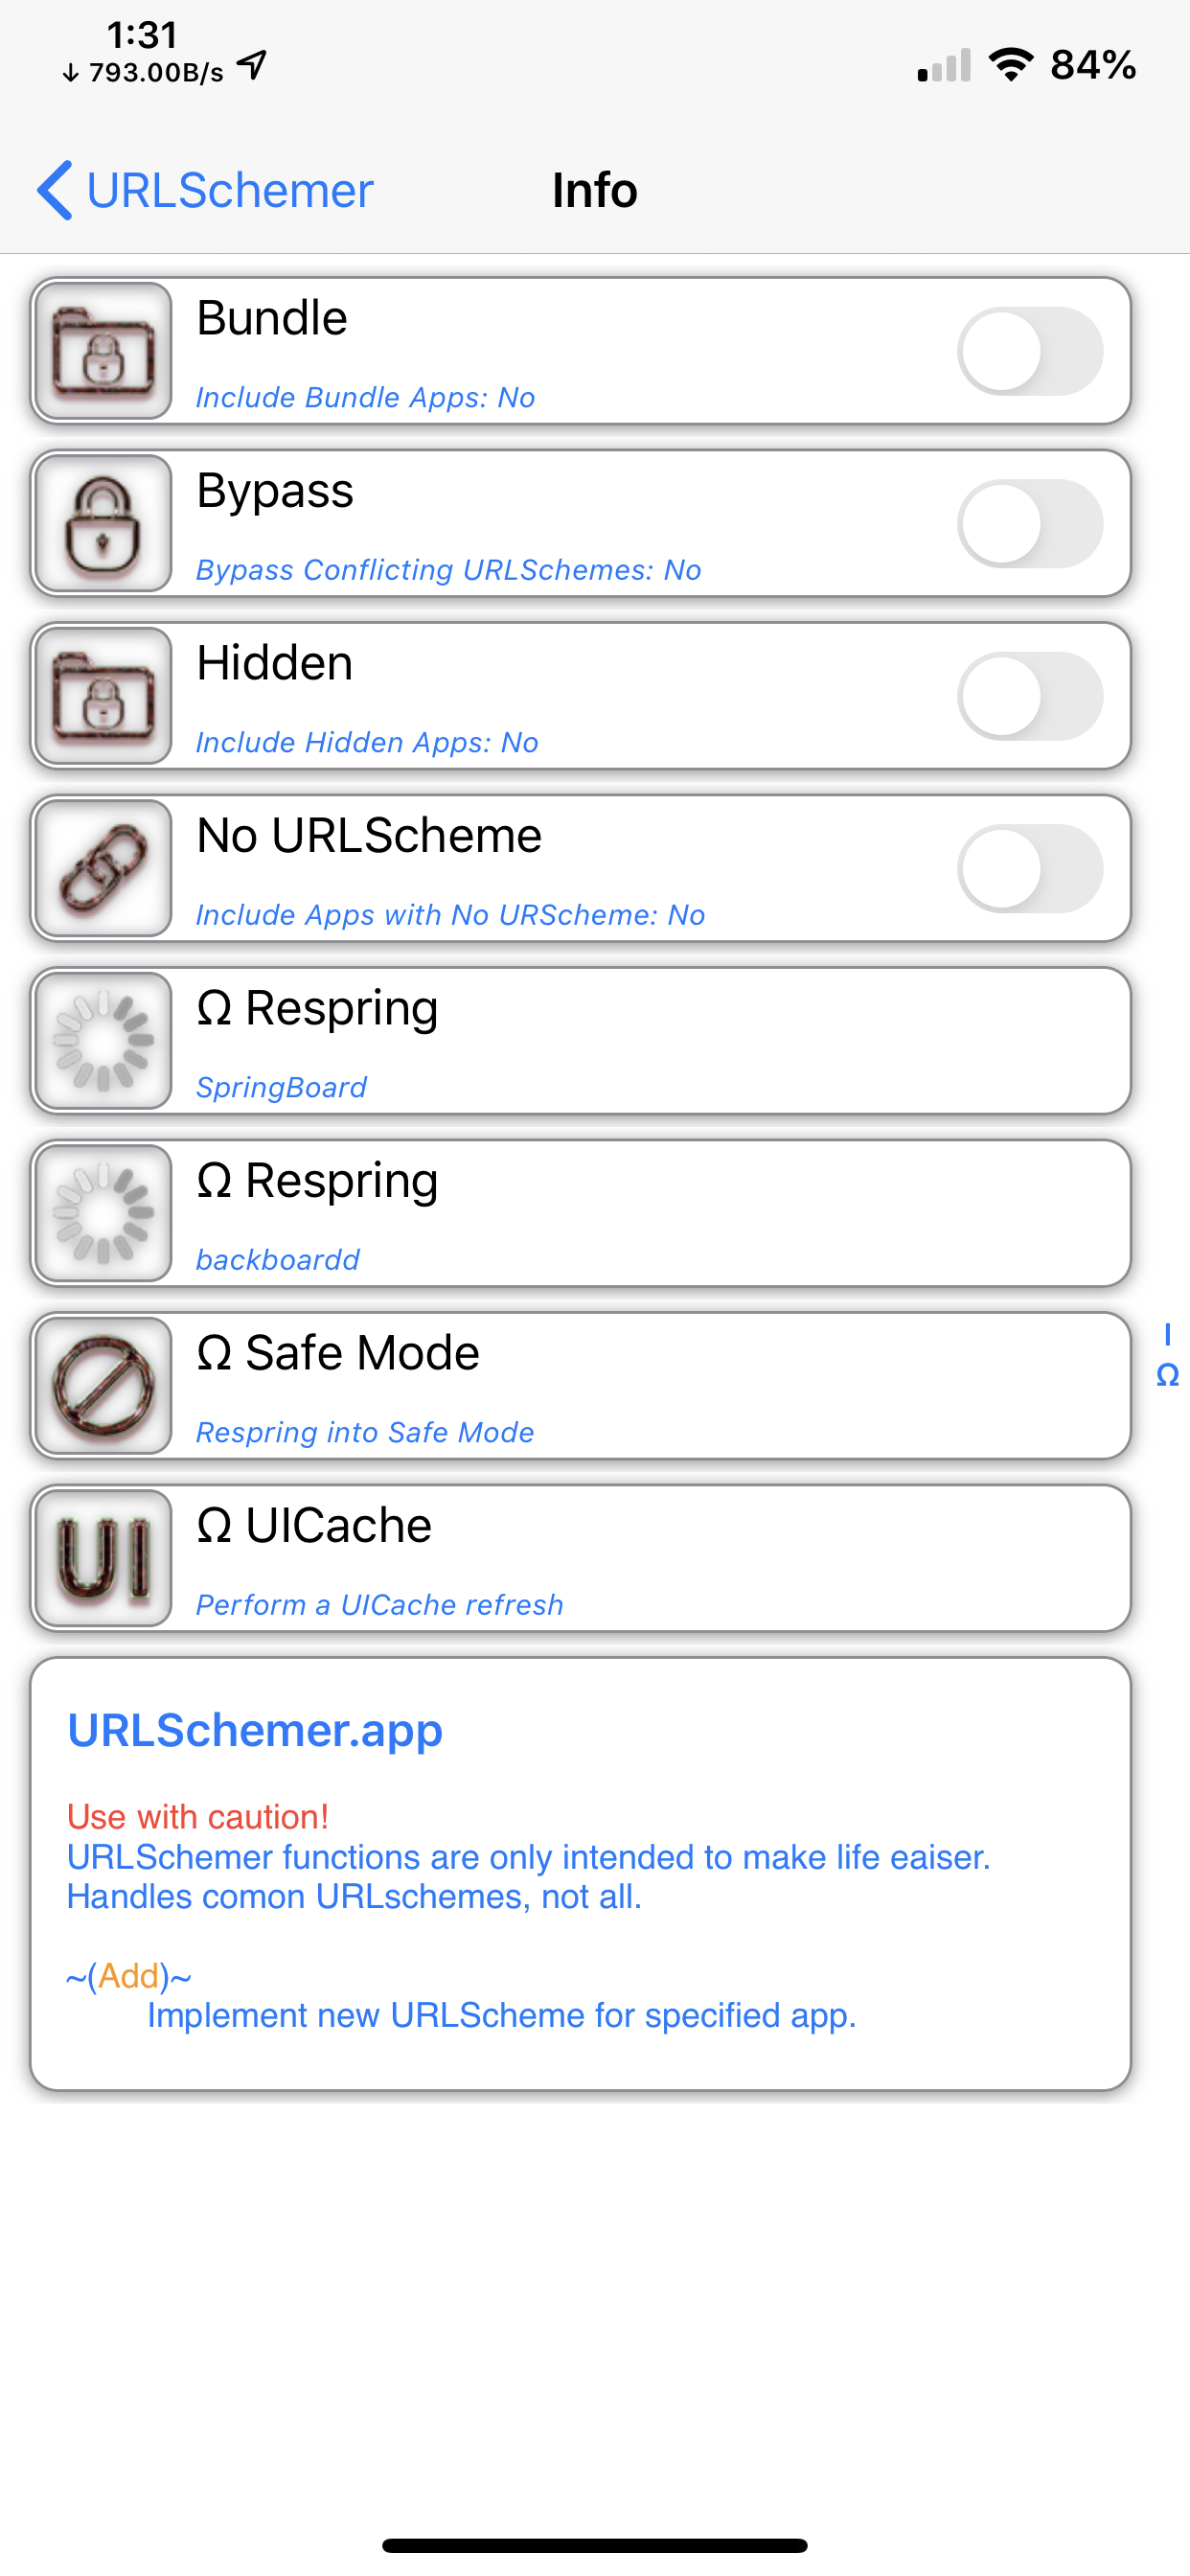 1:31
↓ 793.00B/s
84%
URLSchemer
Info
Bundle
Include Bundle Apps: No
Bypass
Bypass Conflicting URLSchemes: No
Hidden
Include Hidden Apps: No
No URLScheme
Include Apps with No URScheme: No
Ω Respring
SpringBoard
Ω Respring
backboardd
I
Ω
Ω Safe Mode
Respring into Safe Mode
UI
Ω UICache
Perform a UICache refresh
URLSchemer.app
Use with caution!
URLSchemer functions are only intended to make life eaiser.
Handles comon URLschemes, not all.
~(Add)~
Implement new URLScheme for specified app.